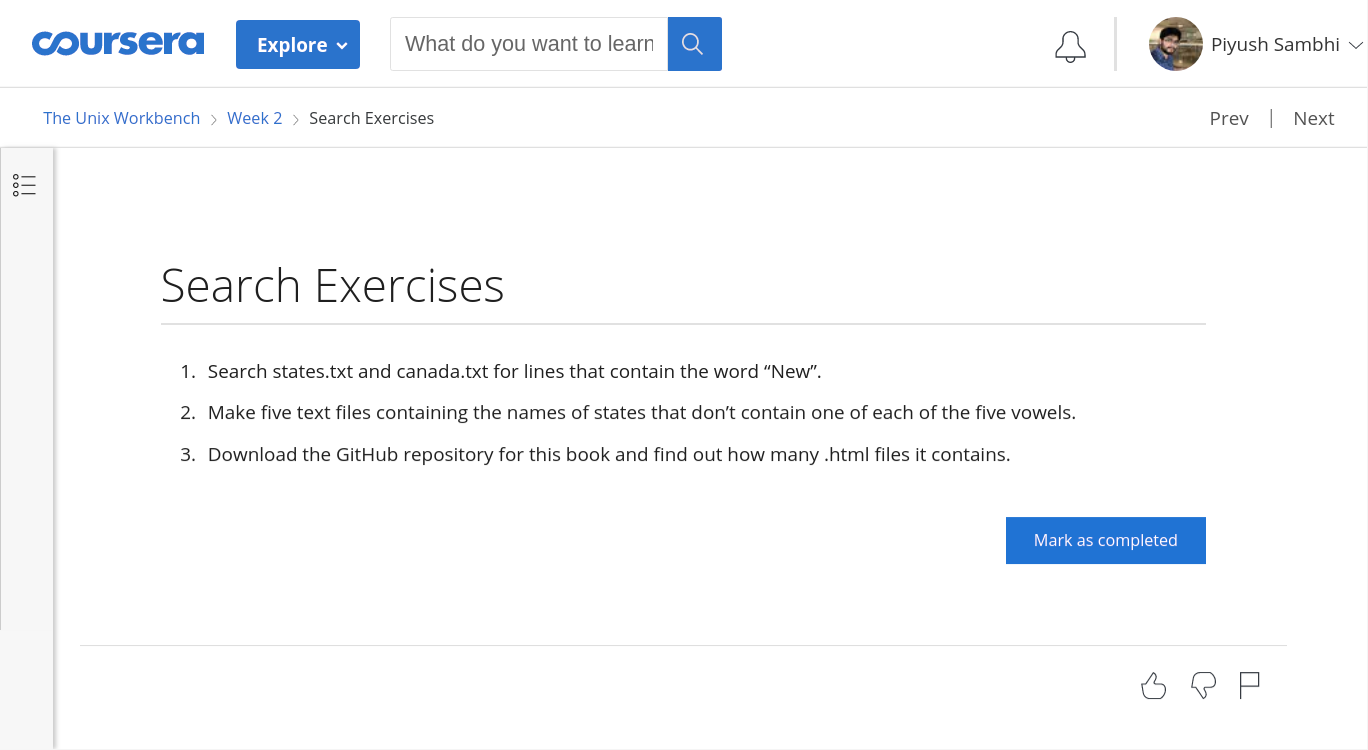 coursera
Explore
What do you want to learn
Piyush Sambhi
The Unix Workbench
Week 2
Search Exercises
Prev
Next
Search Exercises
1. Search states.txt and canada.txt for lines that contain the word “New”.
2. Make five text files containing the names of states that don’t contain one of each of the five vowels.
3. Download the GitHub repository for this book and find out how many .html files it contains.
Mark as completed